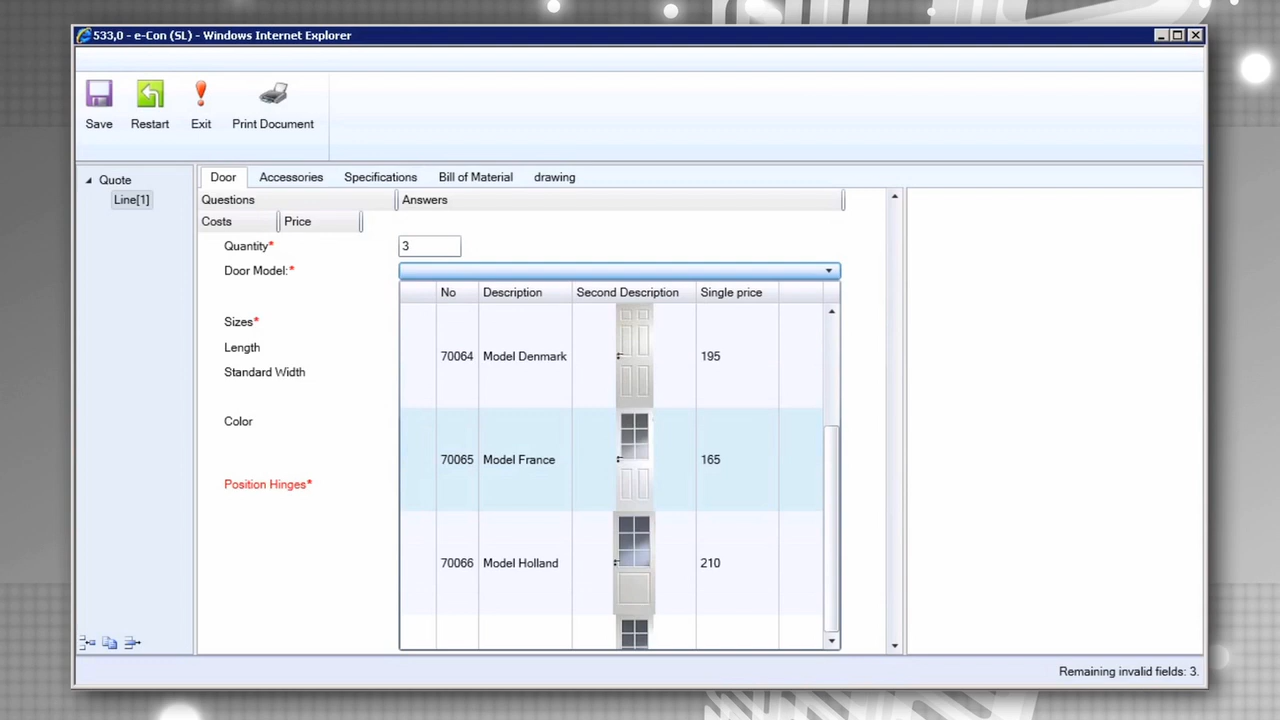 533,0 - e-Con (SL) - Windows Internet Explorer
Save Restart Exit Print Document
Quote
Line[1]
Door Accessories Specifications Bill of Material drawing
Questions Answers
Costs Price
Quantity* 3
Door Model:*
No Description Second Description Single price
Sizes*
Length
Standard Width
Color
Position Hinges*
70064 Model Denmark 195
70065 Model France 165
70066 Model Holland 210
Remaining invalid fields: 3.